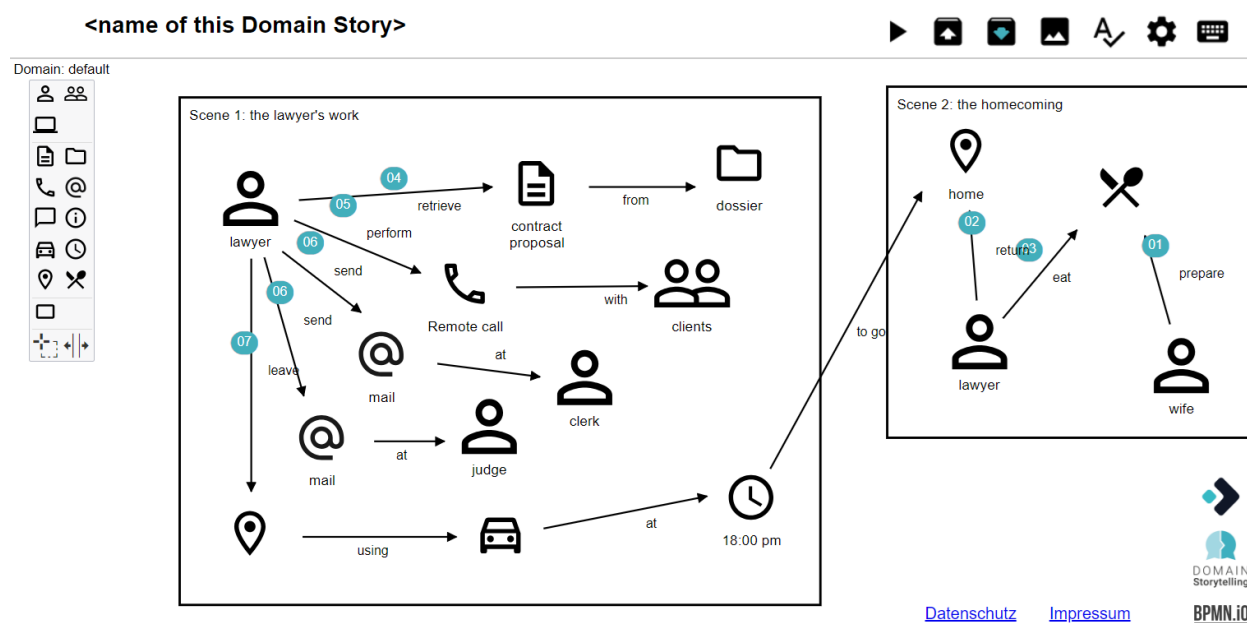 <name of this Domain Story>
Domain: default
Scene 1: the lawyer's work
04
05
retrieve
contract
proposal
from
dossier
lawyer
06
perform
send
06
send
Remote call
with
clients
07
leave
mail
at
clerk
mail
at
judge
using
at
18:00 pm
to go
Scene 2: the homecoming
home
02
return
03
eat
01
prepare
lawyer
wife
DOMAIN
Storytelling
Datenschutz
Impressum
BPMN.iO